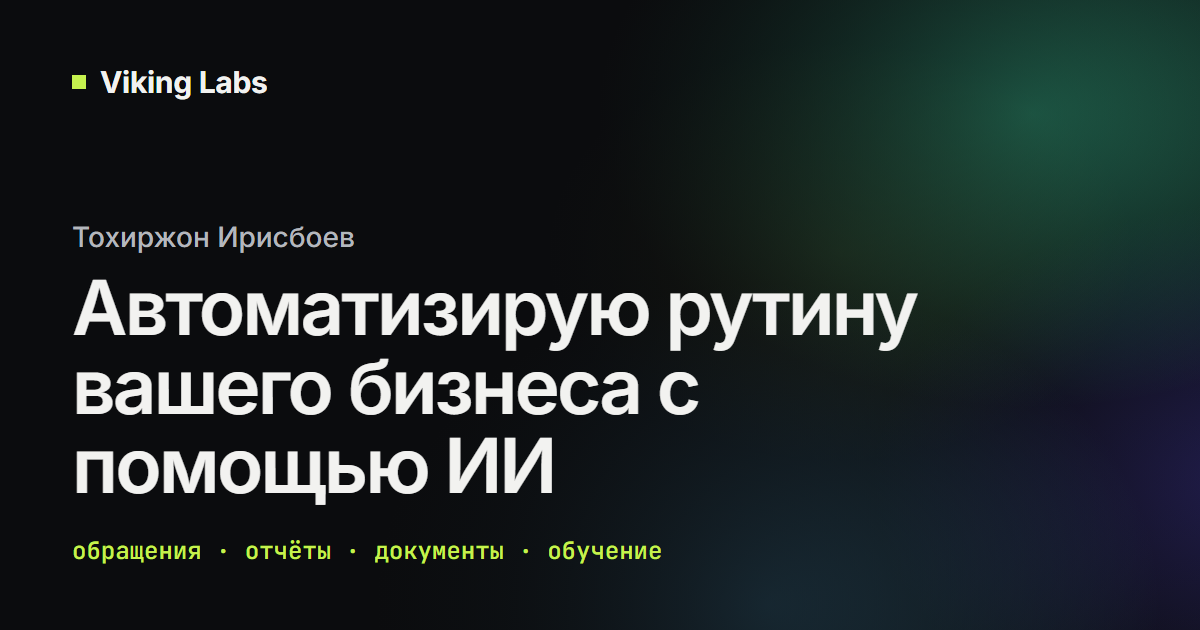 Viking Labs
Тохиржон Ирисбоев
Автоматизирую рутину
вашего бизнеса с
помощью ИИ
обращения · отчёты · документы · обучение